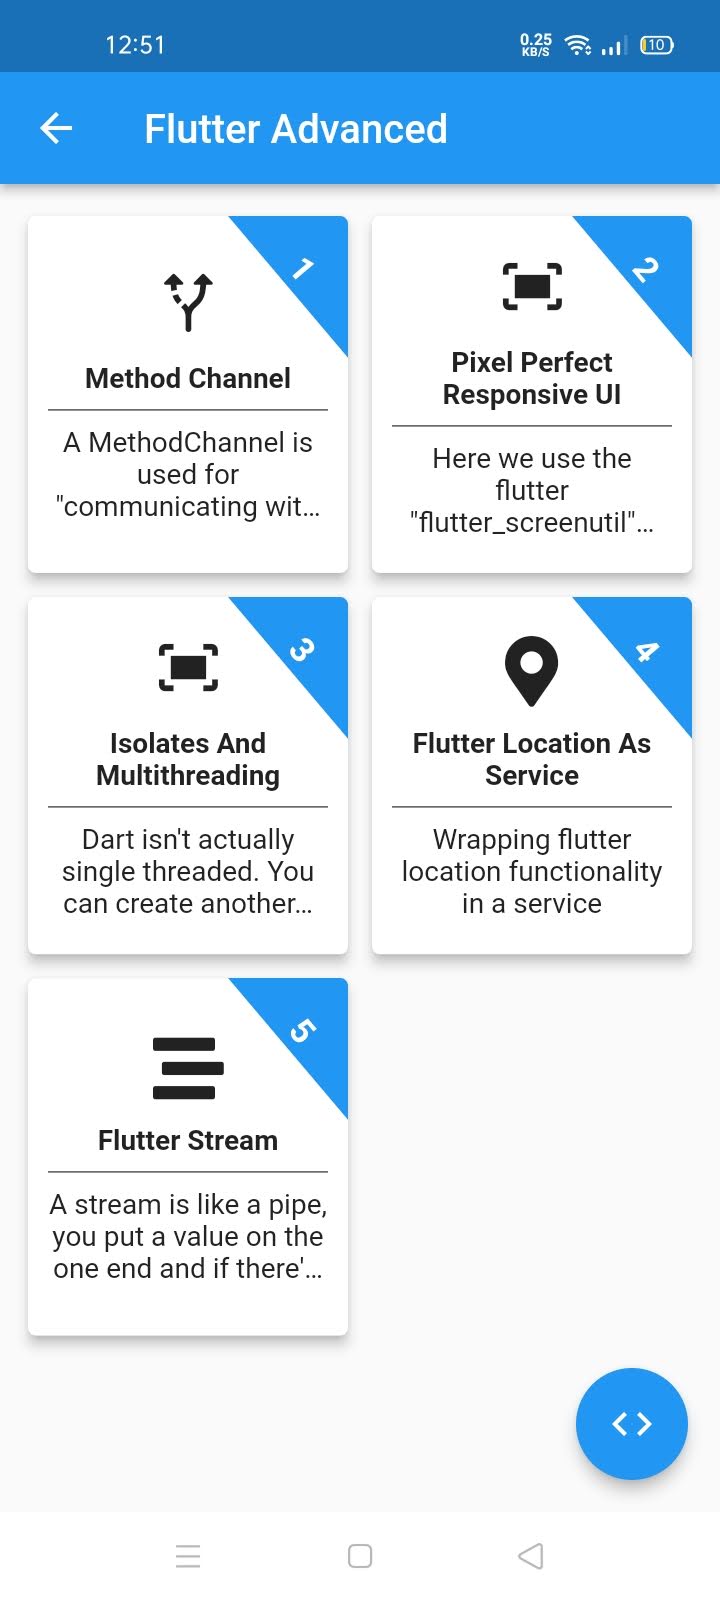 12:51
0.25
KB/S
10
Flutter Advanced
1
Method Channel
A MethodChannel is
used for
"communicating wit...
2
Pixel Perfect
Responsive UI
Here we use the
flutter
"flutter_screenutil"...
3
Isolates And
Multithreading
Dart isn't actually
single threaded. You
can create another...
4
Flutter Location As
Service
Wrapping flutter
location functionality
in a service
5
Flutter Stream
A stream is like a pipe,
you put a value on the
one end and if there'...